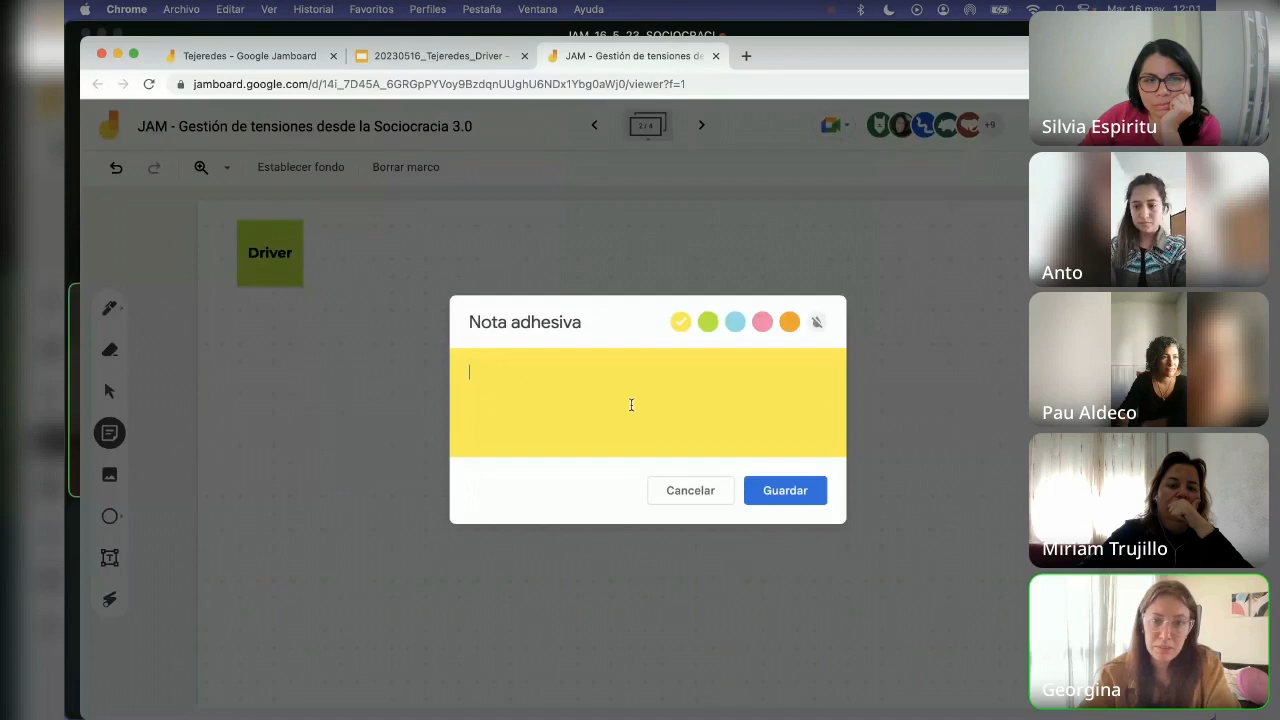 Chrome Archivo Editar Ver Historial Favoritos Perfiles Pestaña Ventana Ayuda
Mar 16 may 12:01
Tejeredes - Google Jamboard
20230516_Tejeredes_Driver -
JAM - Gestión de tensiones de
jamboard.google.com/d/14i_7D45A_6GRGpPYVoy9BzdqnUUghU6NDx1Ybg0aWj0/viewer?f=1
JAM - Gestión de tensiones desde la Sociocracia 3.0
2 / 4
+9
Establecer fondo
Borrar marco
Driver
Nota adhesiva
Cancelar
Guardar
Silvia Espiritu
Anto
Pau Aldeco
Miriam Trujillo
Georgina